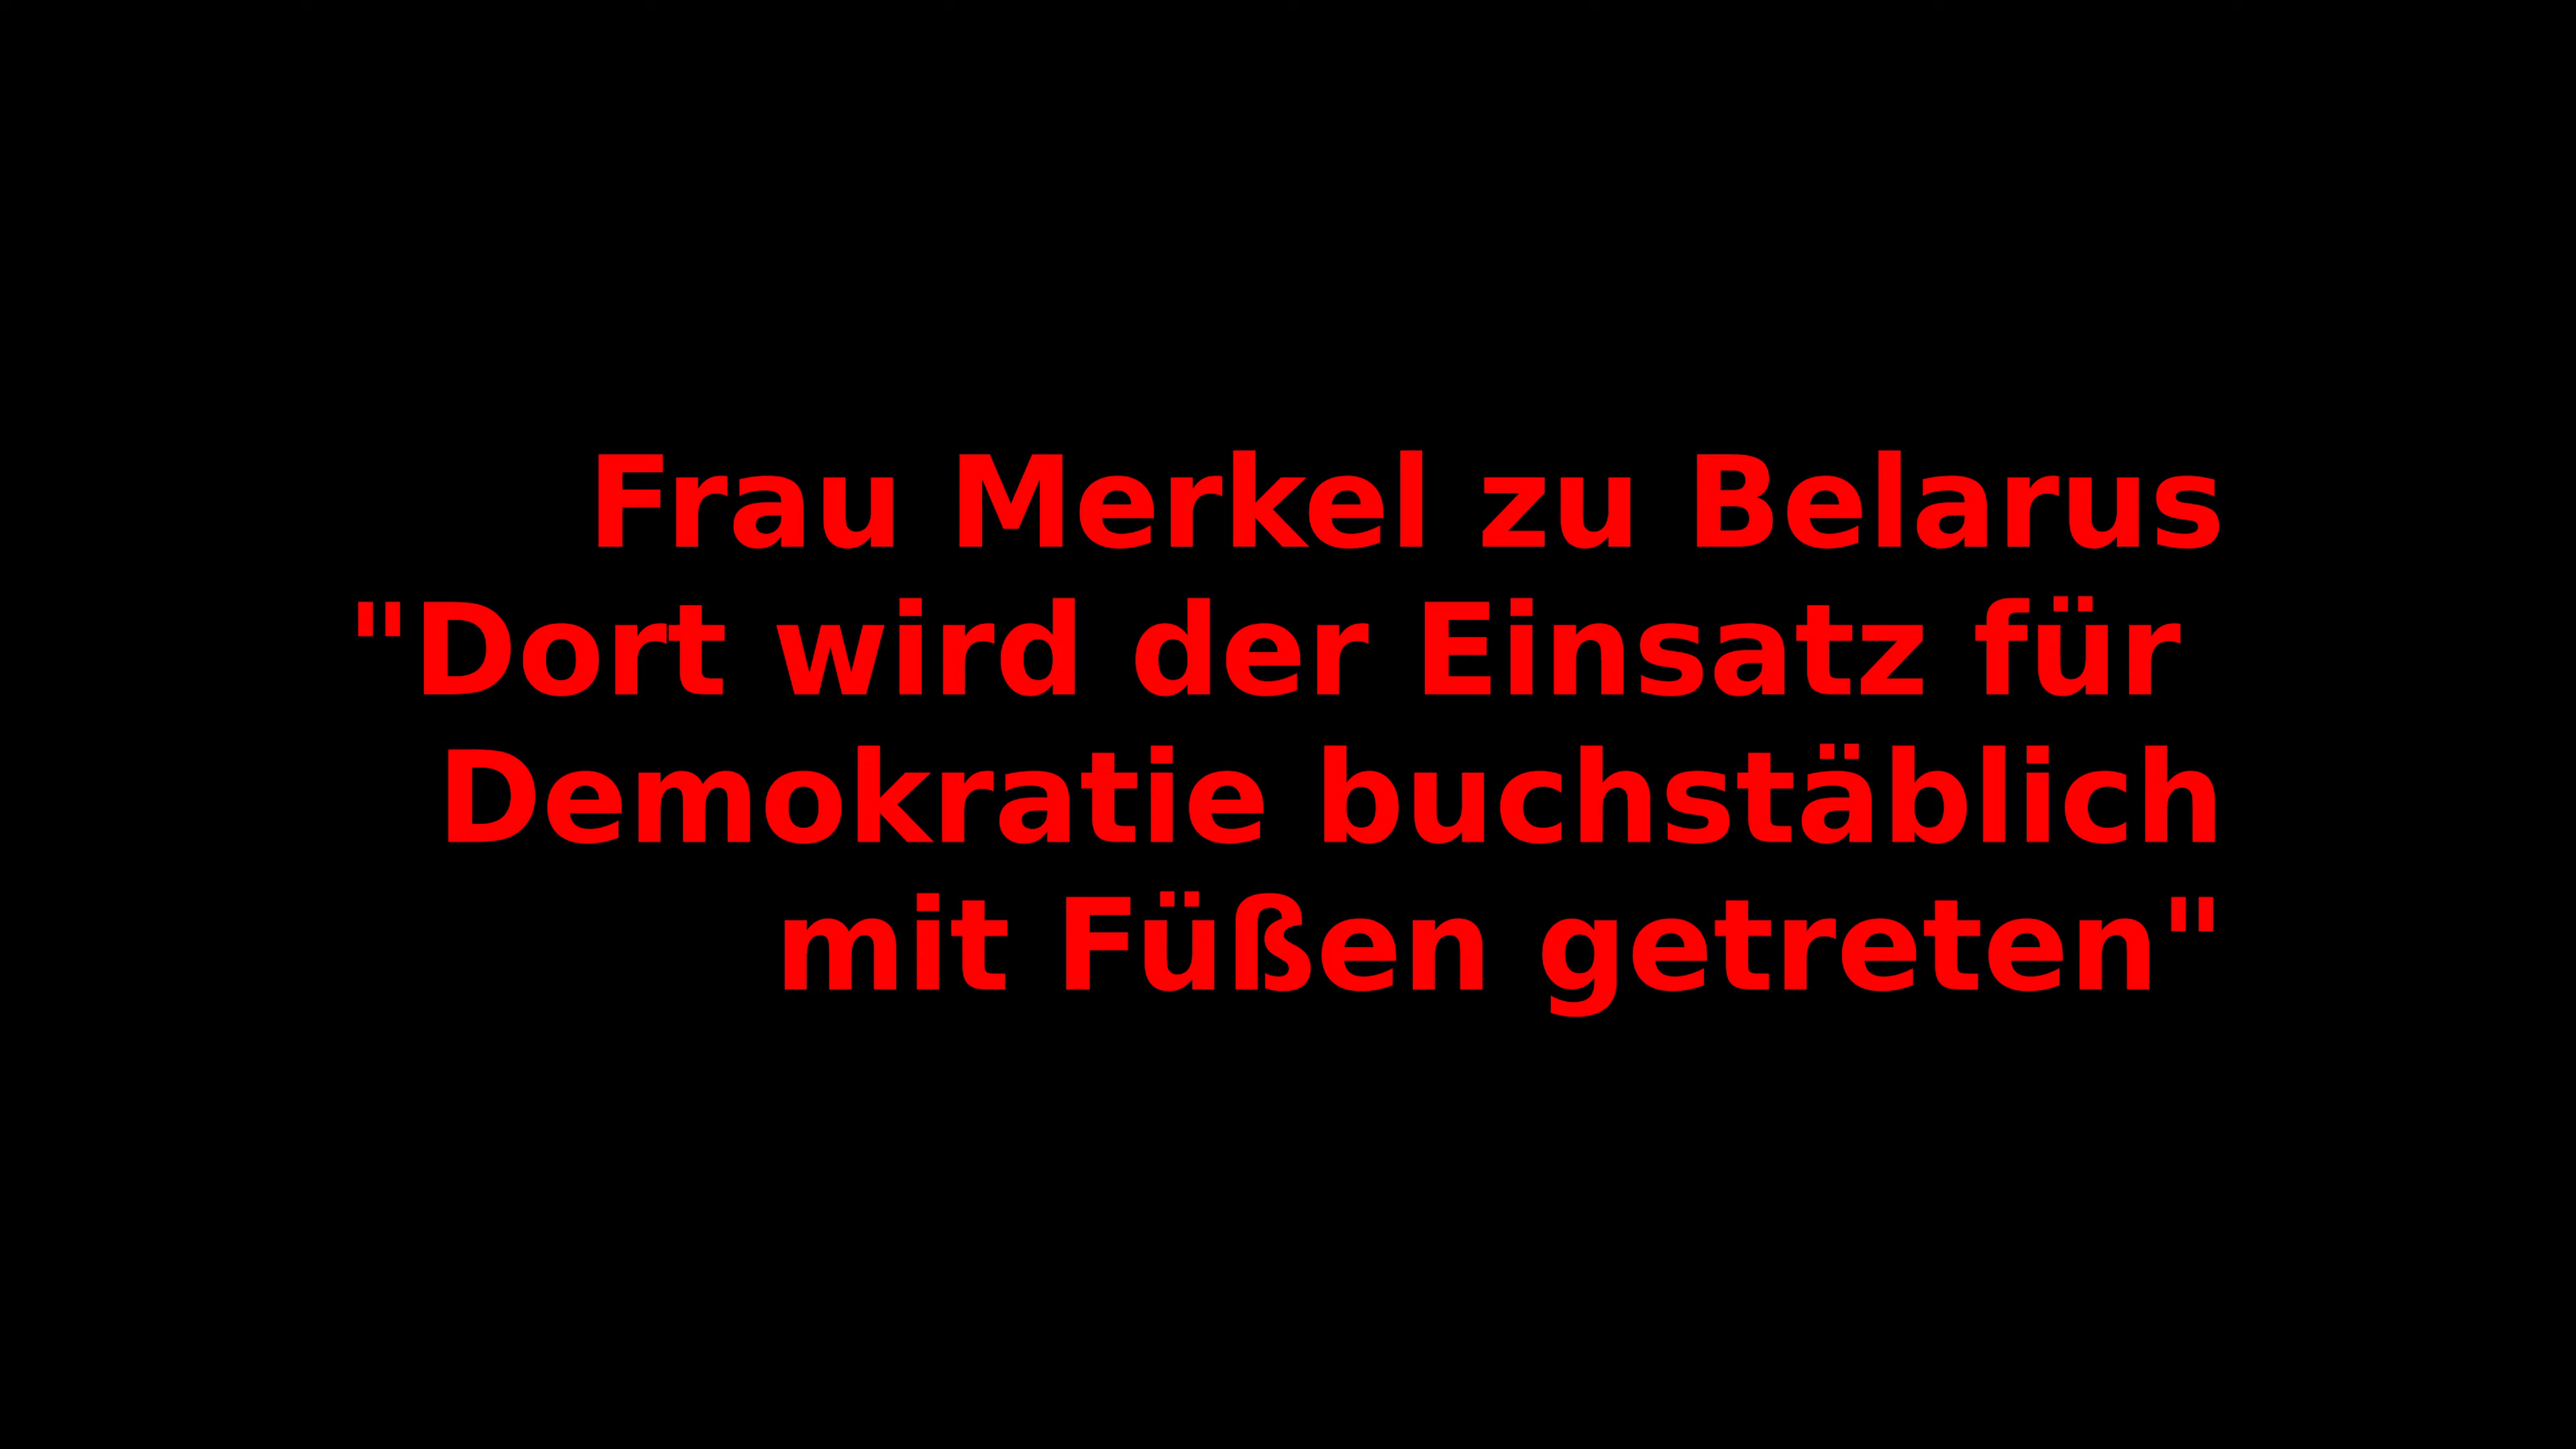 Frau Merkel zu Belarus
"Dort wird der Einsatz für
Demokratie buchstäblich
mit Füßen getreten"